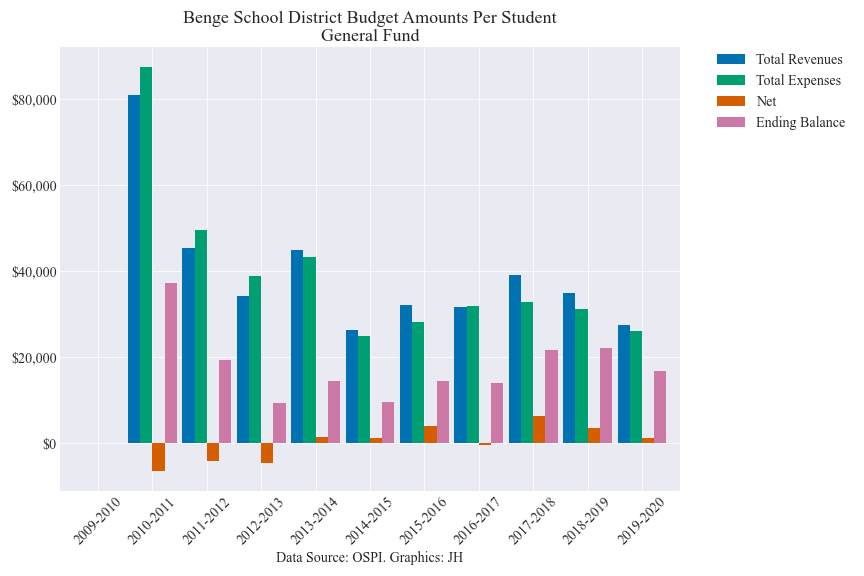 Benge School District Budget Amounts Per Student
General Fund
Total Revenues
Total Expenses
Net
Ending Balance
$80,000
$60,000
$40,000
$20,000
$0
2009-2010
2010-2011
2011-2012
2012-2013
2013-2014
2014-2015
2015-2016
2016-2017
2017-2018
2018-2019
2019-2020
Data Source: OSPI. Graphics: JH